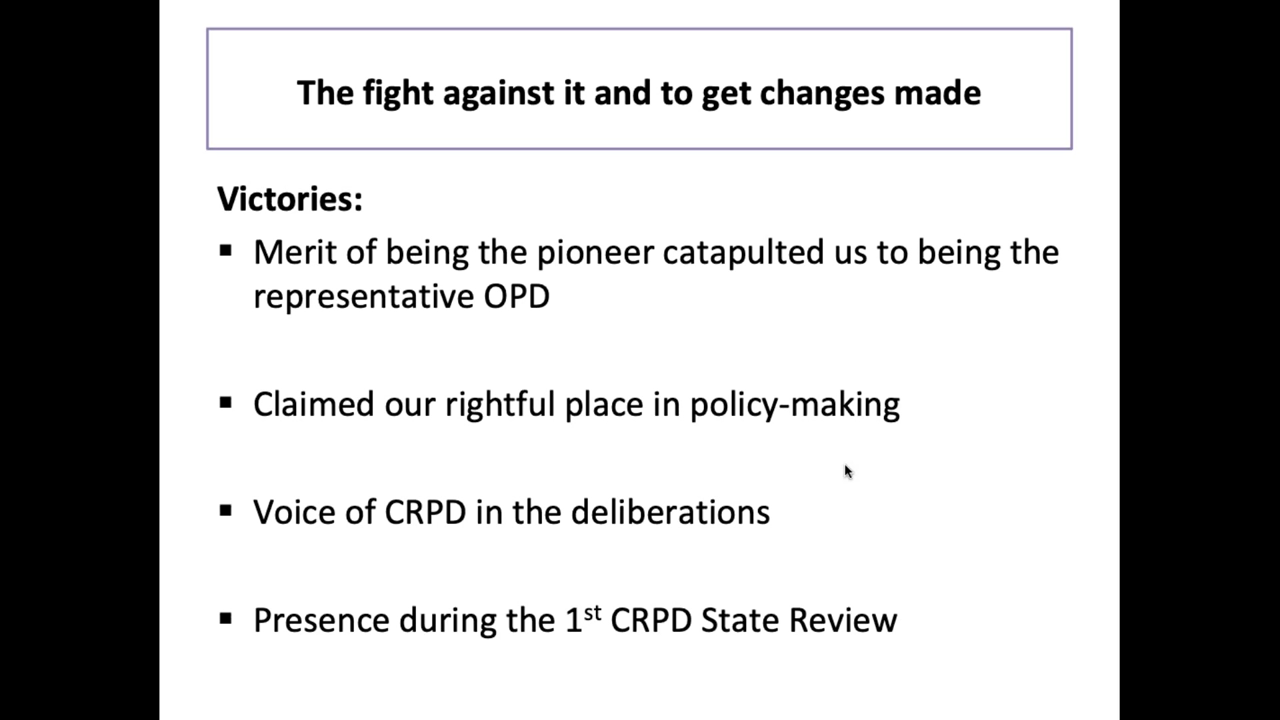 The fight against it and to get changes made
Victories:
▪ Merit of being the pioneer catapulted us to being the
representative OPD
▪ Claimed our rightful place in policy-making
▪ Voice of CRPD in the deliberations
▪ Presence during the 1st CRPD State Review